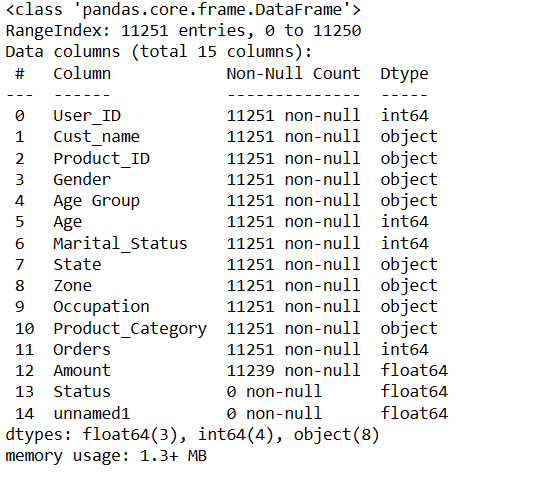 <class 'pandas.core.frame.DataFrame'>
RangeIndex: 11251 entries, 0 to 11250
Data columns (total 15 columns):
 #   Column            Non-Null Count  Dtype
---  ------            --------------  -----
 0   User_ID           11251 non-null  int64
 1   Cust_name         11251 non-null  object
 2   Product_ID        11251 non-null  object
 3   Gender            11251 non-null  object
 4   Age Group         11251 non-null  object
 5   Age               11251 non-null  int64
 6   Marital_Status    11251 non-null  int64
 7   State             11251 non-null  object
 8   Zone              11251 non-null  object
 9   Occupation        11251 non-null  object
 10  Product_Category  11251 non-null  object
 11  Orders            11251 non-null  int64
 12  Amount            11239 non-null  float64
 13  Status            0 non-null      float64
 14  unnamed1          0 non-null      float64
dtypes: float64(3), int64(4), object(8)
memory usage: 1.3+ MB